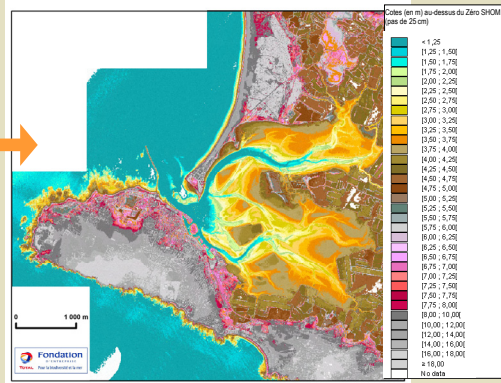 Cotes (en m) au-dessus du Zéro SHOM
(pas de 25 cm)
< 1,25
[1,25 ; 1,50[
[1,50 ; 1,75[
[1,75 ; 2,00[
[2,00 ; 2,25[
[2,25 ; 2,50[
[2,50 ; 2,75[
[2,75 ; 3,00[
[3,00 ; 3,25[
[3,25 ; 3,50[
[3,50 ; 3,75[
[3,75 ; 4,00[
[4,00 ; 4,25[
[4,25 ; 4,50[
[4,50 ; 4,75[
[4,75 ; 5,00[
[5,00 ; 5,25[
[5,25 ; 5,50[
[5,50 ; 5,75[
[5,75 ; 6,00[
[6,00 ; 6,25[
[6,25 ; 6,50[
[6,50 ; 6,75[
[6,75 ; 7,00[
[7,00 ; 7,25[
[7,25 ; 7,50[
[7,50 ; 7,75[
[7,75 ; 8,00[
[8,00 ; 10,00[
[10,00 ; 12,00[
[12,00 ; 14,00[
[14,00 ; 16,00[
[16,00 ; 18,00[
≥ 18,00
No data
0 1 000 m
Fondation
D'ENTREPRISE
TOTAL Pour la biodiversité et la mer